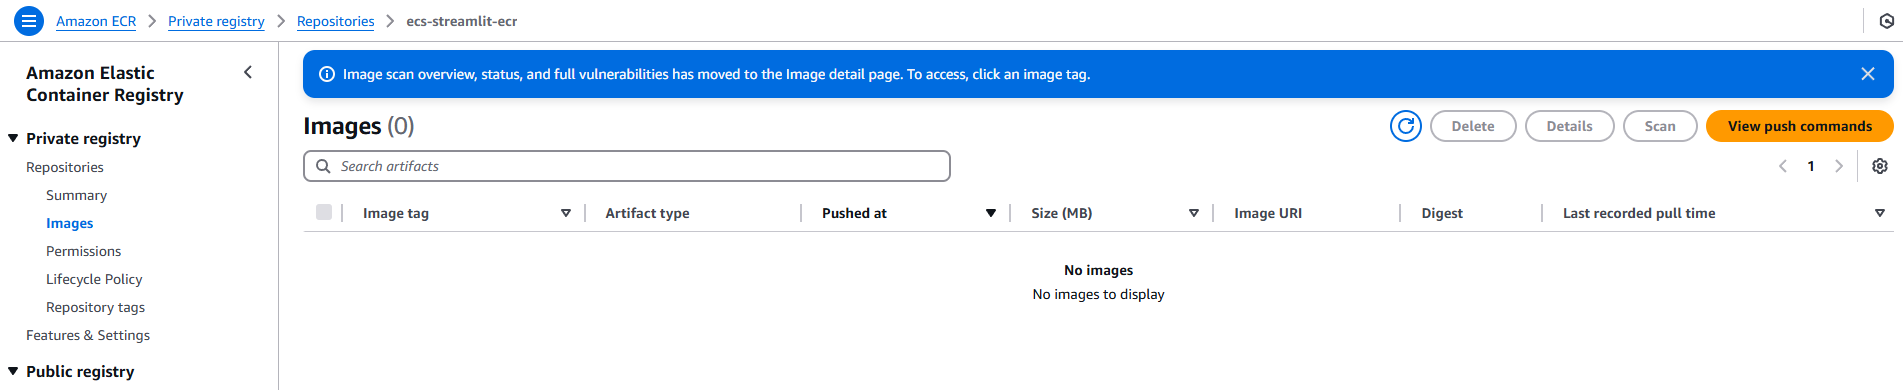 Amazon ECR > Private registry > Repositories > ecs-streamlit-ecr
Amazon Elastic
Container Registry
Private registry
Repositories
Summary
Images
Permissions
Lifecycle Policy
Repository tags
Features & Settings
Public registry
Image scan overview, status, and full vulnerabilities has moved to the Image detail page. To access, click an image tag.
Images (0)
Delete
Details
Scan
View push commands
Search artifacts
1
Image tag
Artifact type
Pushed at
Size (MB)
Image URI
Digest
Last recorded pull time
No images
No images to display